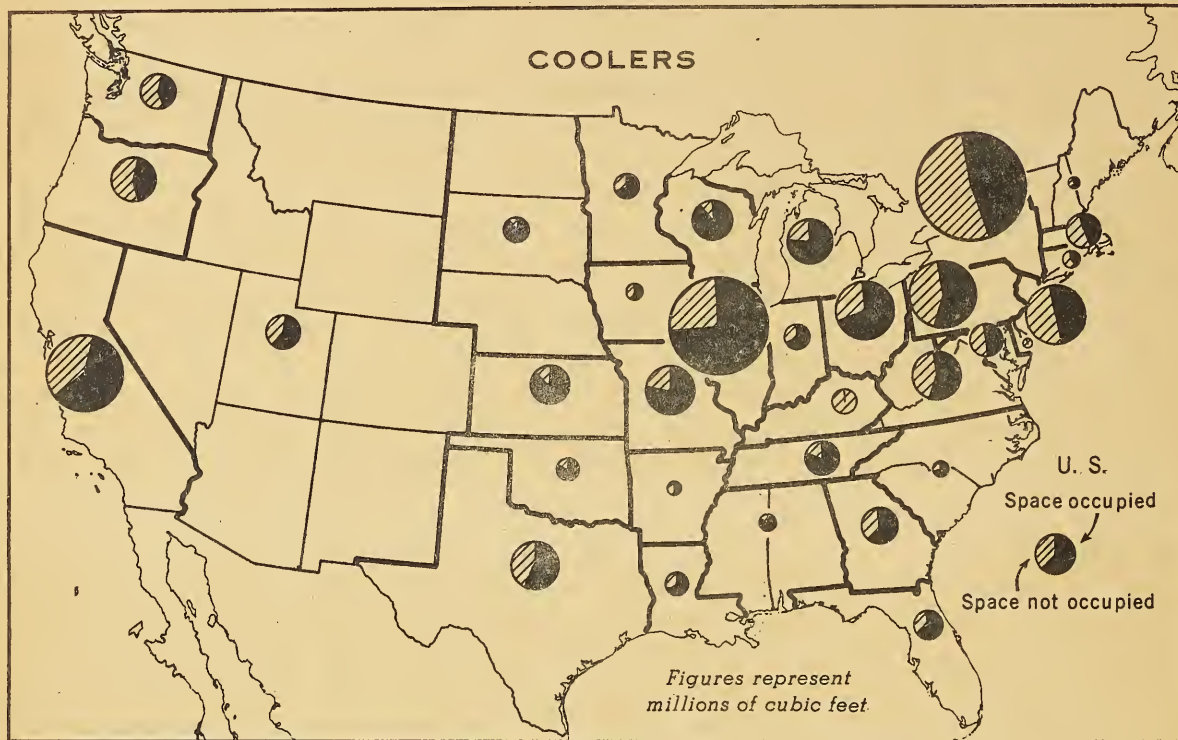 COOLERS
U. S.
Space occupied
Space not occupied
Figures represent
millions of cubic feet